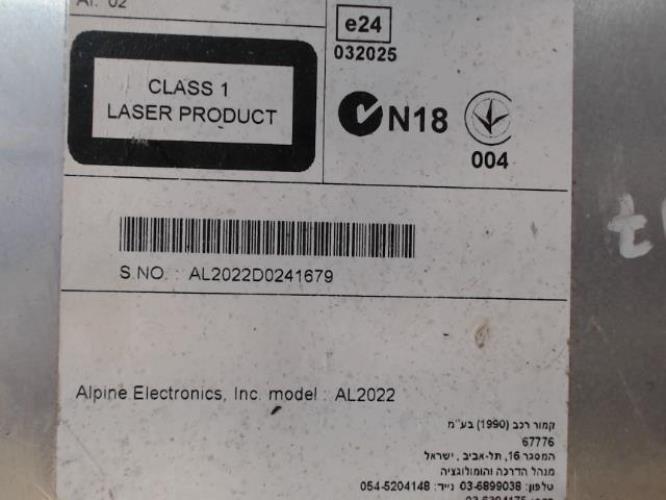 e24
032025
CLASS 1
LASER PRODUCT
N18
004
S.NO. : AL2022D0241679
Alpine Electronics, Inc. model : AL2022
קמור רכב (1990) בע"מ
67776
המסגר 16, תל-אביב, ישראל
מנהל הדרכה והומולוגציה
טלפון: 03-6899038 נייד: 054-5204148